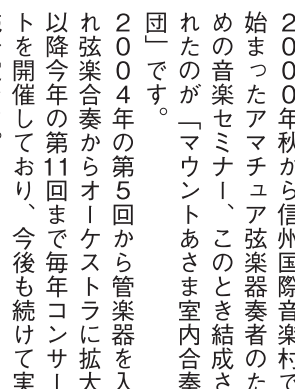 ２０００年秋から信州国際音楽村で
始まったアマチュア弦楽器奏者のた
めの音楽セミナー、このとき結成さ
れたのが「マウントあさま室内合奏
団」です。
２００４年の第５回から管楽器を入
れ弦楽合奏からオーケストラに拡大
以降今年の第11回まで毎年コンサー
トを開催しており、今後も続けて実